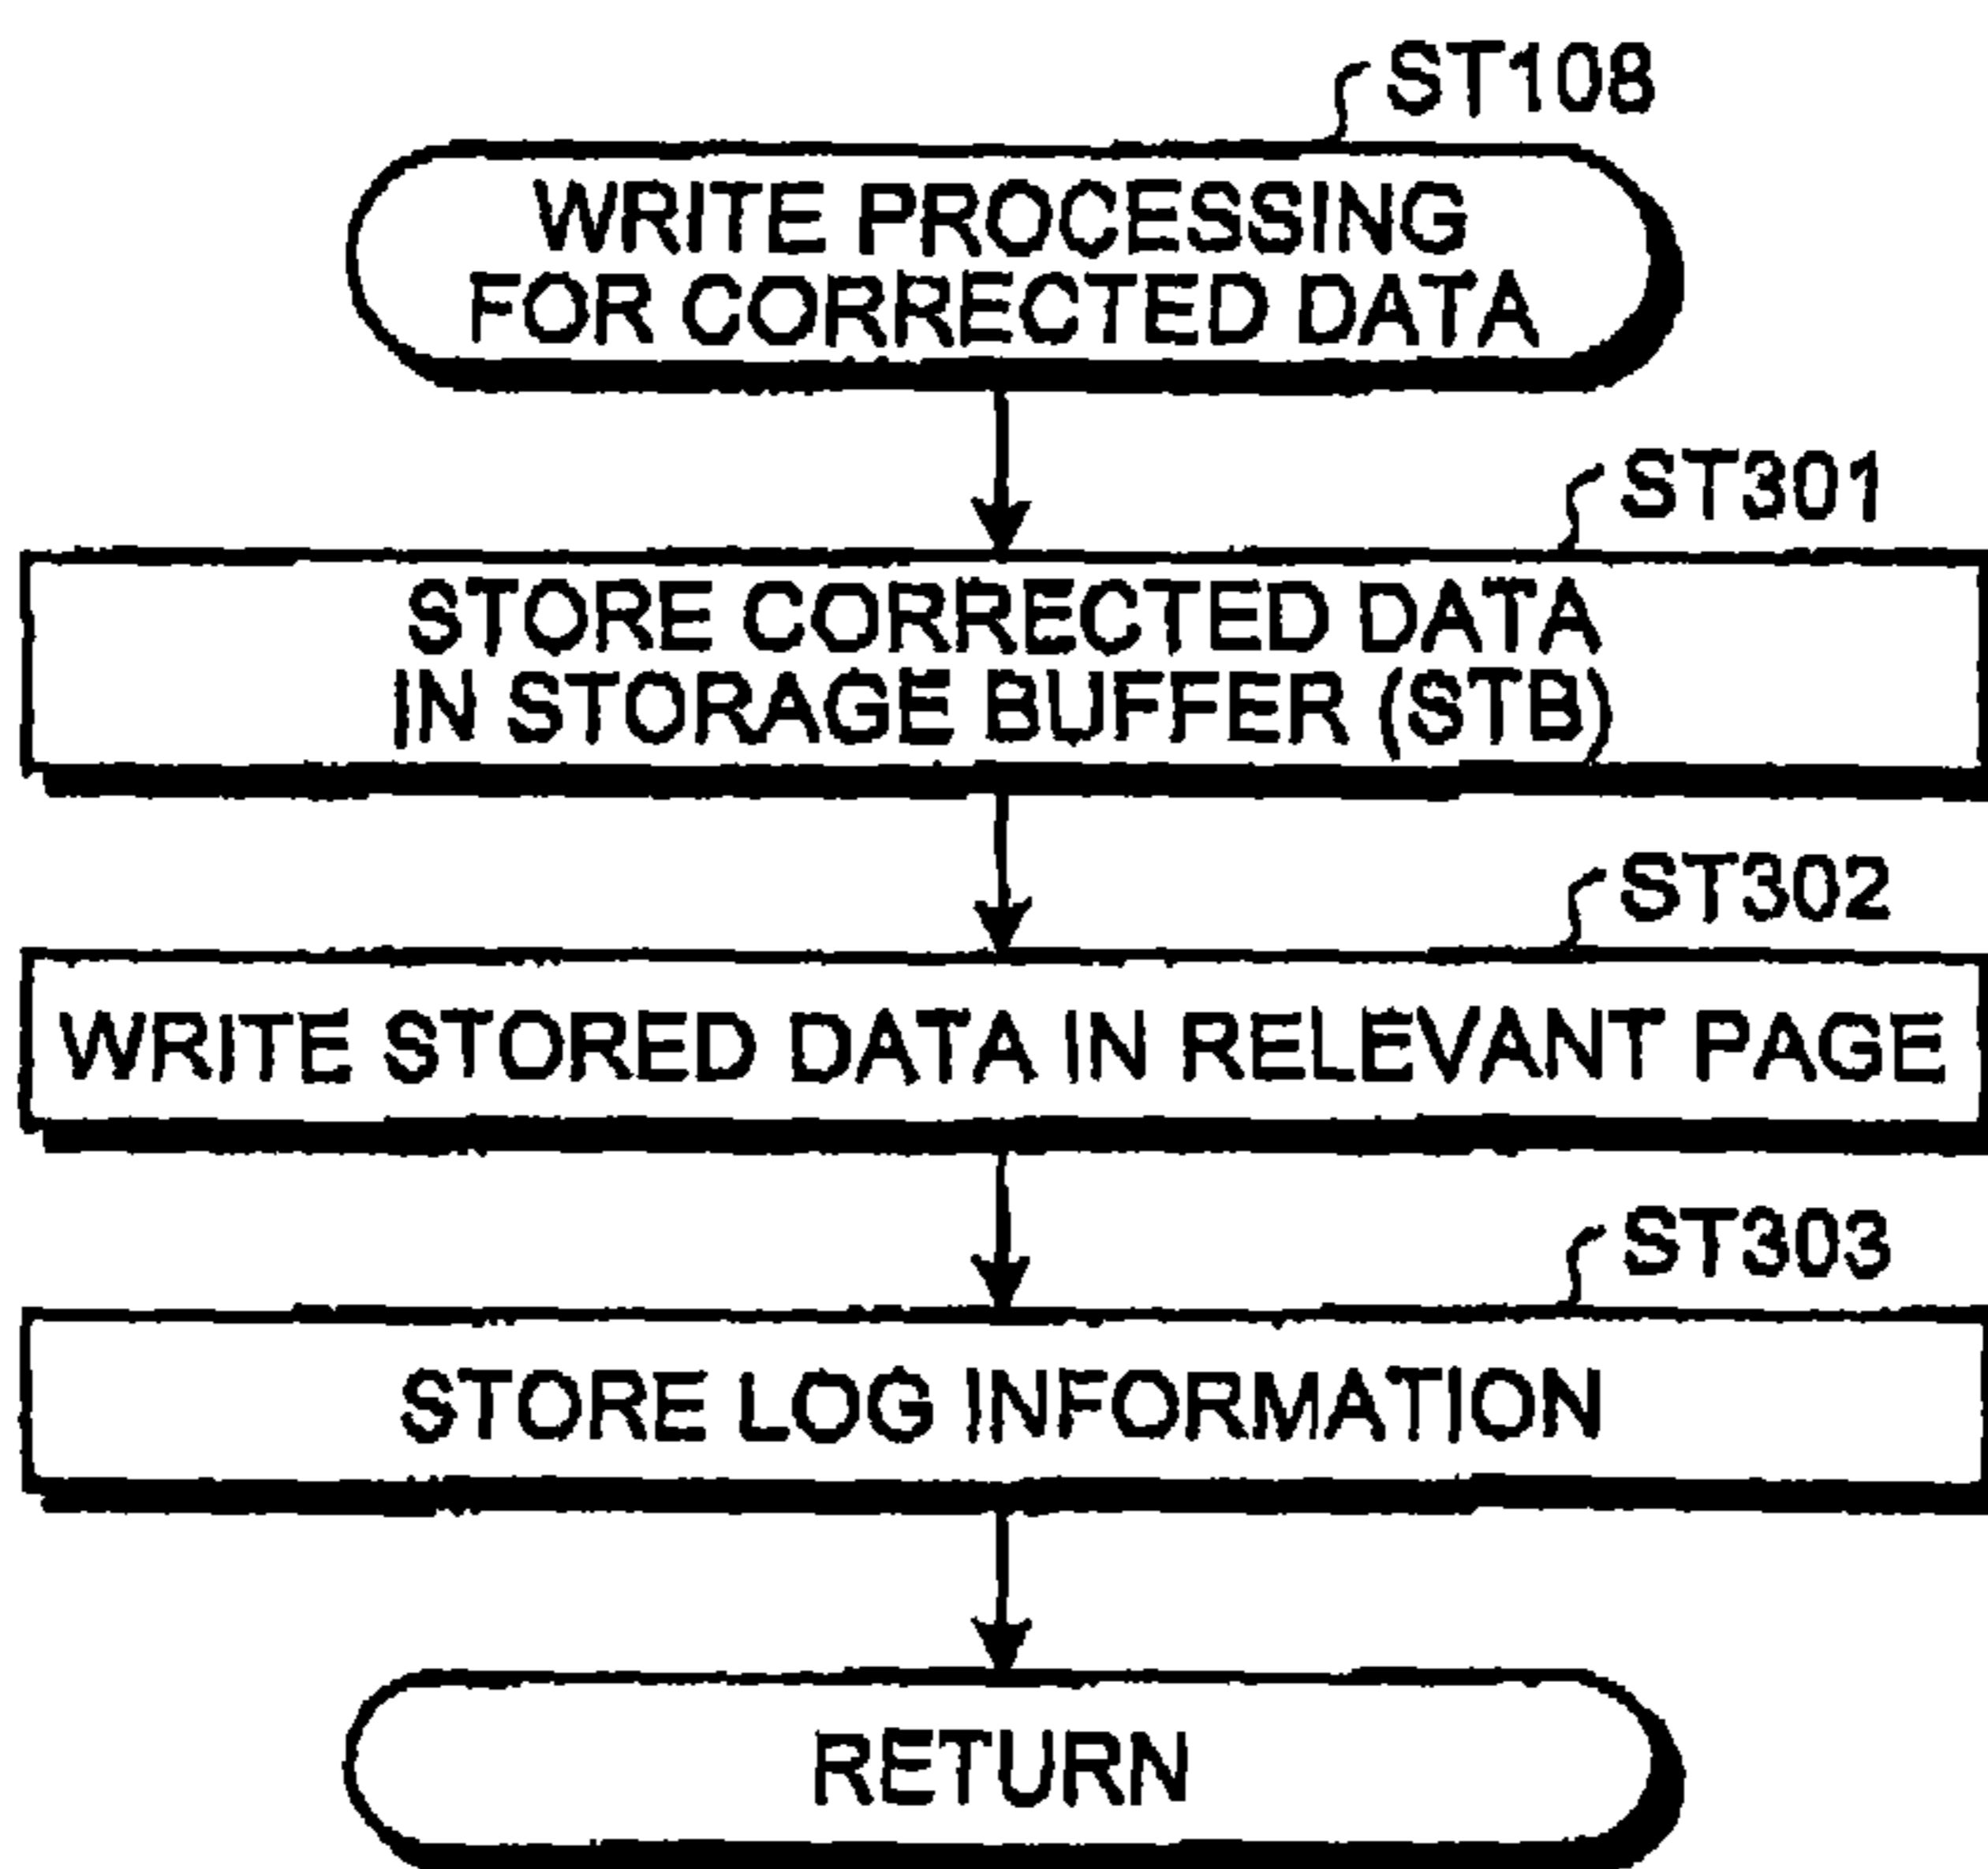 ST108
WRITE PROCESSING
FOR CORRECTED DATA
ST301
STORE CORRECTED DATA
IN STORAGE BUFFER (STB)
ST302
WRITE STORED DATA IN RELEVANT PAGE
ST303
STORE LOG INFORMATION
RETURN